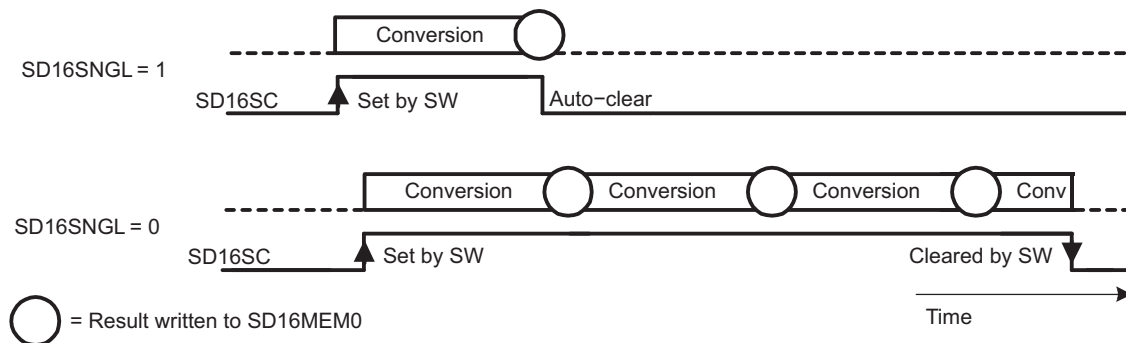 Conversion
SD16SNGL = 1
SD16SC
Set by SW
Auto−clear
Conversion
Conversion
Conversion
Conv
SD16SNGL = 0
SD16SC
Set by SW
Cleared by SW
= Result written to SD16MEM0
Time